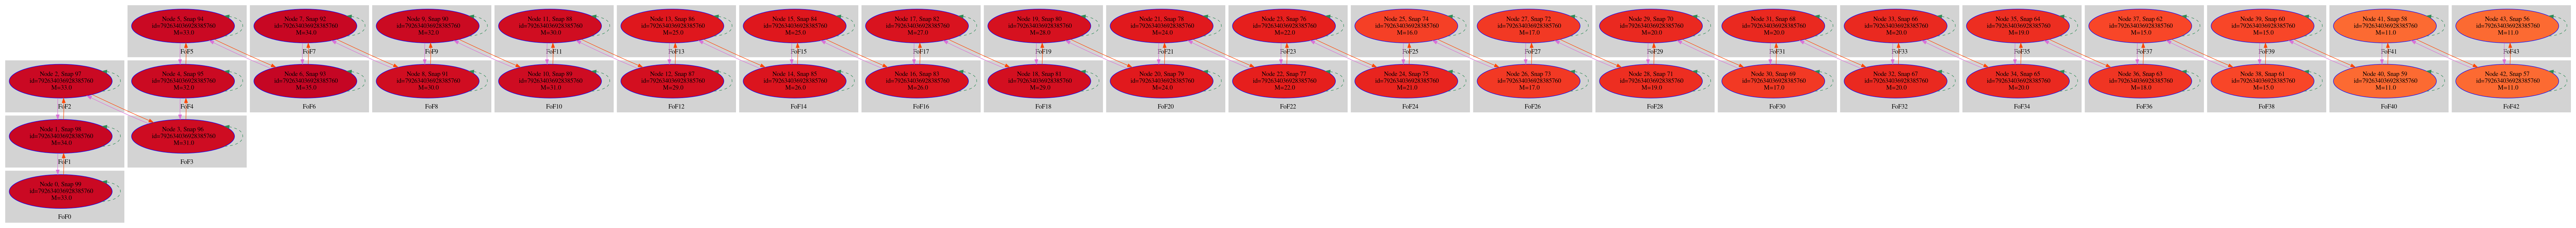 Node 5, Snap 94
id=792634036928385760
M=33.0
FoF5
Node 7, Snap 92
id=792634036928385760
M=34.0
FoF7
Node 9, Snap 90
id=792634036928385760
M=32.0
FoF9
Node 11, Snap 88
id=792634036928385760
M=30.0
FoF11
Node 13, Snap 86
id=792634036928385760
M=25.0
FoF13
Node 15, Snap 84
id=792634036928385760
M=25.0
FoF15
Node 17, Snap 82
id=792634036928385760
M=27.0
FoF17
Node 19, Snap 80
id=792634036928385760
M=28.0
FoF19
Node 21, Snap 78
id=792634036928385760
M=24.0
FoF21
Node 23, Snap 76
id=792634036928385760
M=22.0
FoF23
Node 25, Snap 74
id=792634036928385760
M=16.0
FoF25
Node 27, Snap 72
id=792634036928385760
M=17.0
FoF27
Node 29, Snap 70
id=792634036928385760
M=20.0
FoF29
Node 31, Snap 68
id=792634036928385760
M=20.0
FoF31
Node 33, Snap 66
id=792634036928385760
M=20.0
FoF33
Node 35, Snap 64
id=792634036928385760
M=19.0
FoF35
Node 37, Snap 62
id=792634036928385760
M=15.0
FoF37
Node 39, Snap 60
id=792634036928385760
M=15.0
FoF39
Node 41, Snap 58
id=792634036928385760
M=11.0
FoF41
Node 43, Snap 56
id=792634036928385760
M=11.0
FoF43
Node 2, Snap 97
id=792634036928385760
M=33.0
FoF2
Node 4, Snap 95
id=792634036928385760
M=32.0
FoF4
Node 6, Snap 93
id=792634036928385760
M=35.0
FoF6
Node 8, Snap 91
id=792634036928385760
M=30.0
FoF8
Node 10, Snap 89
id=792634036928385760
M=31.0
FoF10
Node 12, Snap 87
id=792634036928385760
M=29.0
FoF12
Node 14, Snap 85
id=792634036928385760
M=26.0
FoF14
Node 16, Snap 83
id=792634036928385760
M=26.0
FoF16
Node 18, Snap 81
id=792634036928385760
M=29.0
FoF18
Node 20, Snap 79
id=792634036928385760
M=24.0
FoF20
Node 22, Snap 77
id=792634036928385760
M=22.0
FoF22
Node 24, Snap 75
id=792634036928385760
M=21.0
FoF24
Node 26, Snap 73
id=792634036928385760
M=17.0
FoF26
Node 28, Snap 71
id=792634036928385760
M=19.0
FoF28
Node 30, Snap 69
id=792634036928385760
M=17.0
FoF30
Node 32, Snap 67
id=792634036928385760
M=20.0
FoF32
Node 34, Snap 65
id=792634036928385760
M=20.0
FoF34
Node 36, Snap 63
id=792634036928385760
M=18.0
FoF36
Node 38, Snap 61
id=792634036928385760
M=15.0
FoF38
Node 40, Snap 59
id=792634036928385760
M=11.0
FoF40
Node 42, Snap 57
id=792634036928385760
M=11.0
FoF42
Node 1, Snap 98
id=792634036928385760
M=34.0
FoF1
Node 3, Snap 96
id=792634036928385760
M=31.0
FoF3
Node 0, Snap 99
id=792634036928385760
M=33.0
FoF0